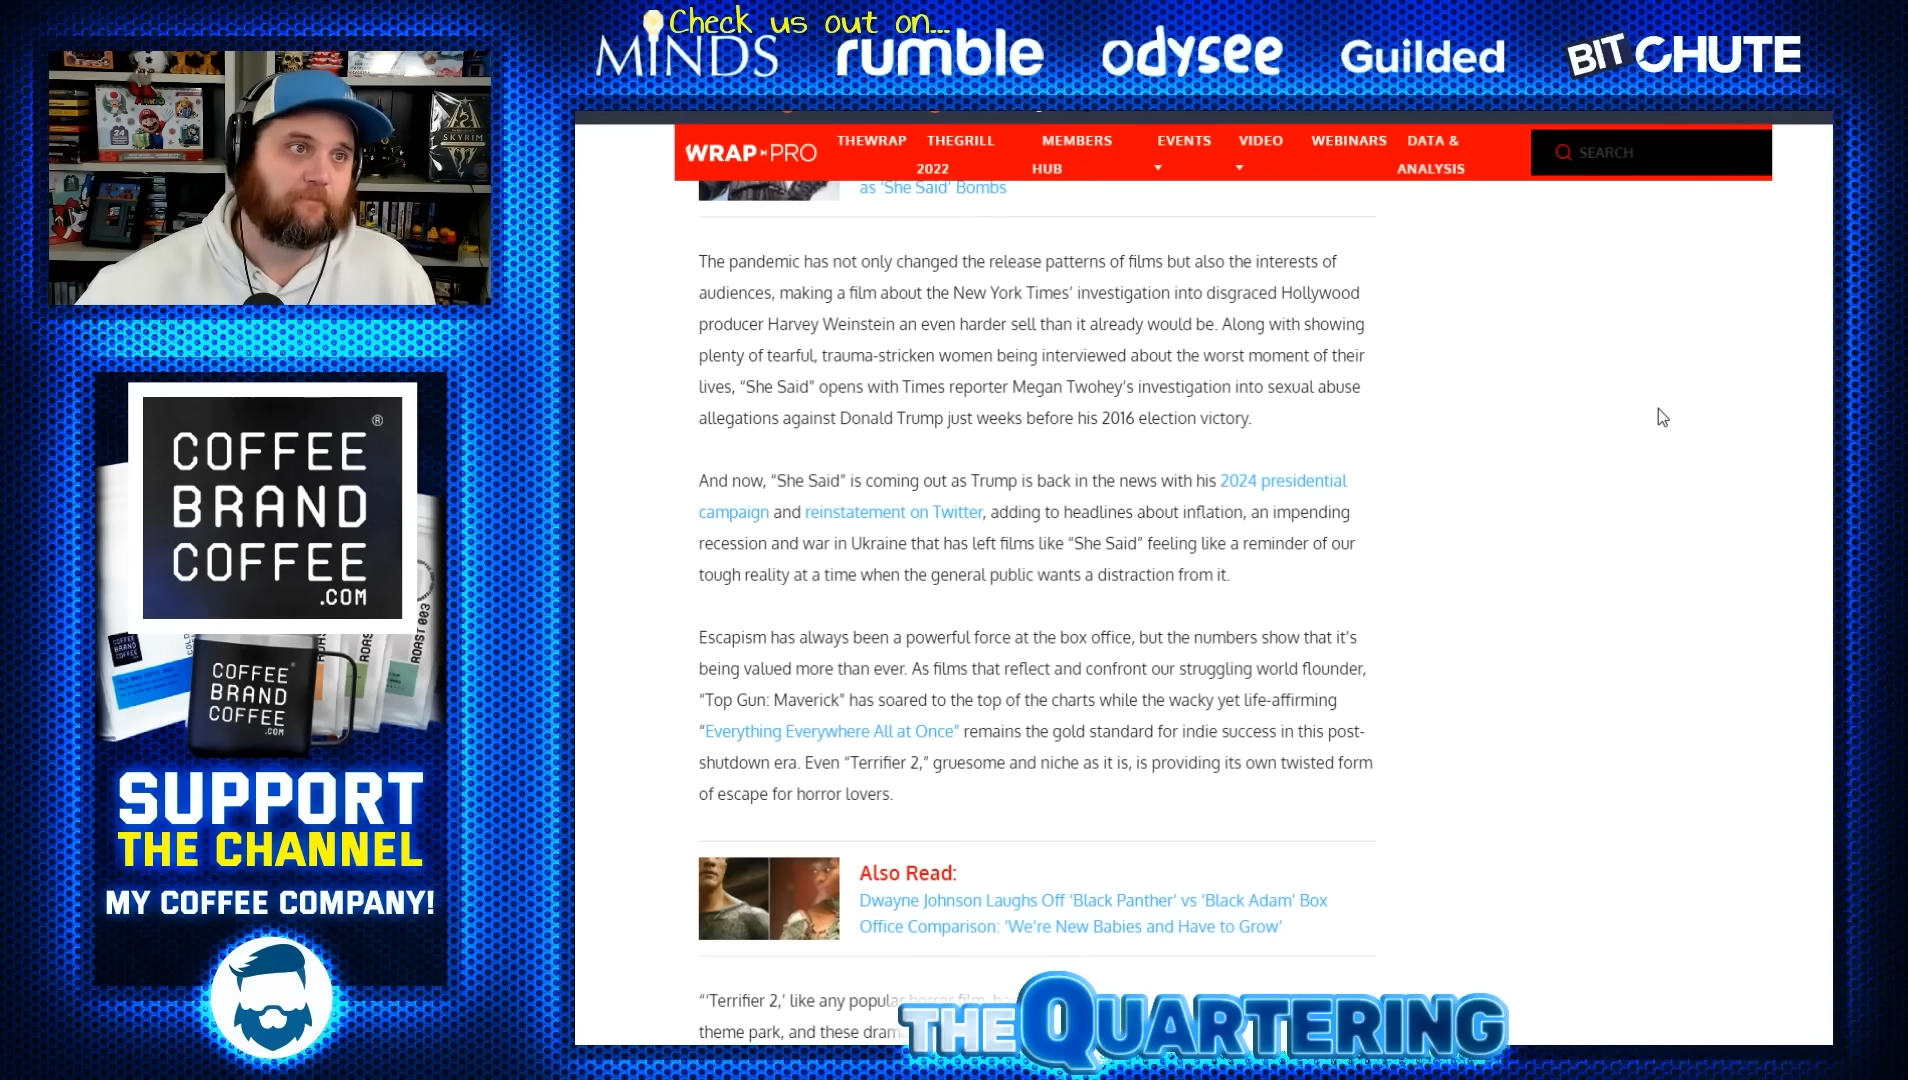 Check us out on...
MINDS
rumble
odysee
Guilded
BITCHUTE
WRAP PRO
THEWRAP
THEGRILL 2022
MEMBERS HUB
EVENTS
VIDEO
WEBINARS
DATA & ANALYSIS
SEARCH
as ‘She Said’ Bombs
The pandemic has not only changed the release patterns of films but also the interests of
audiences, making a film about the New York Times’ investigation into disgraced Hollywood
producer Harvey Weinstein an even harder sell than it already would be. Along with showing
plenty of tearful, trauma-stricken women being interviewed about the worst moment of their
lives, “She Said” opens with Times reporter Megan Twohey’s investigation into sexual abuse
allegations against Donald Trump just weeks before his 2016 election victory.
And now, “She Said” is coming out as Trump is back in the news with his 2024 presidential
campaign and reinstatement on Twitter, adding to headlines about inflation, an impending
recession and war in Ukraine that has left films like “She Said” feeling like a reminder of our
tough reality at a time when the general public wants a distraction from it.
Escapism has always been a powerful force at the box office, but the numbers show that it’s
being valued more than ever. As films that reflect and confront our struggling world flounder,
“Top Gun: Maverick” has soared to the top of the charts while the wacky yet life-affirming
“Everything Everywhere All at Once” remains the gold standard for indie success in this post-
shutdown era. Even “Terrifier 2,” gruesome and niche as it is, is providing its own twisted form
of escape for horror lovers.
Also Read:
Dwayne Johnson Laughs Off ‘Black Panther’ vs ‘Black Adam’ Box
Office Comparison: ‘We’re New Babies and Have to Grow’
“‘Terrifier 2,’ like any popular horror film,
theme park, and these
THE QUARTERING
MARIO
24
SKYRIM
COFFEE ®
BRAND
COFFEE
.COM
ROAST 003
COFFEE
BRAND
COFFEE
.COM
SUPPORT
THE CHANNEL
MY COFFEE COMPANY!